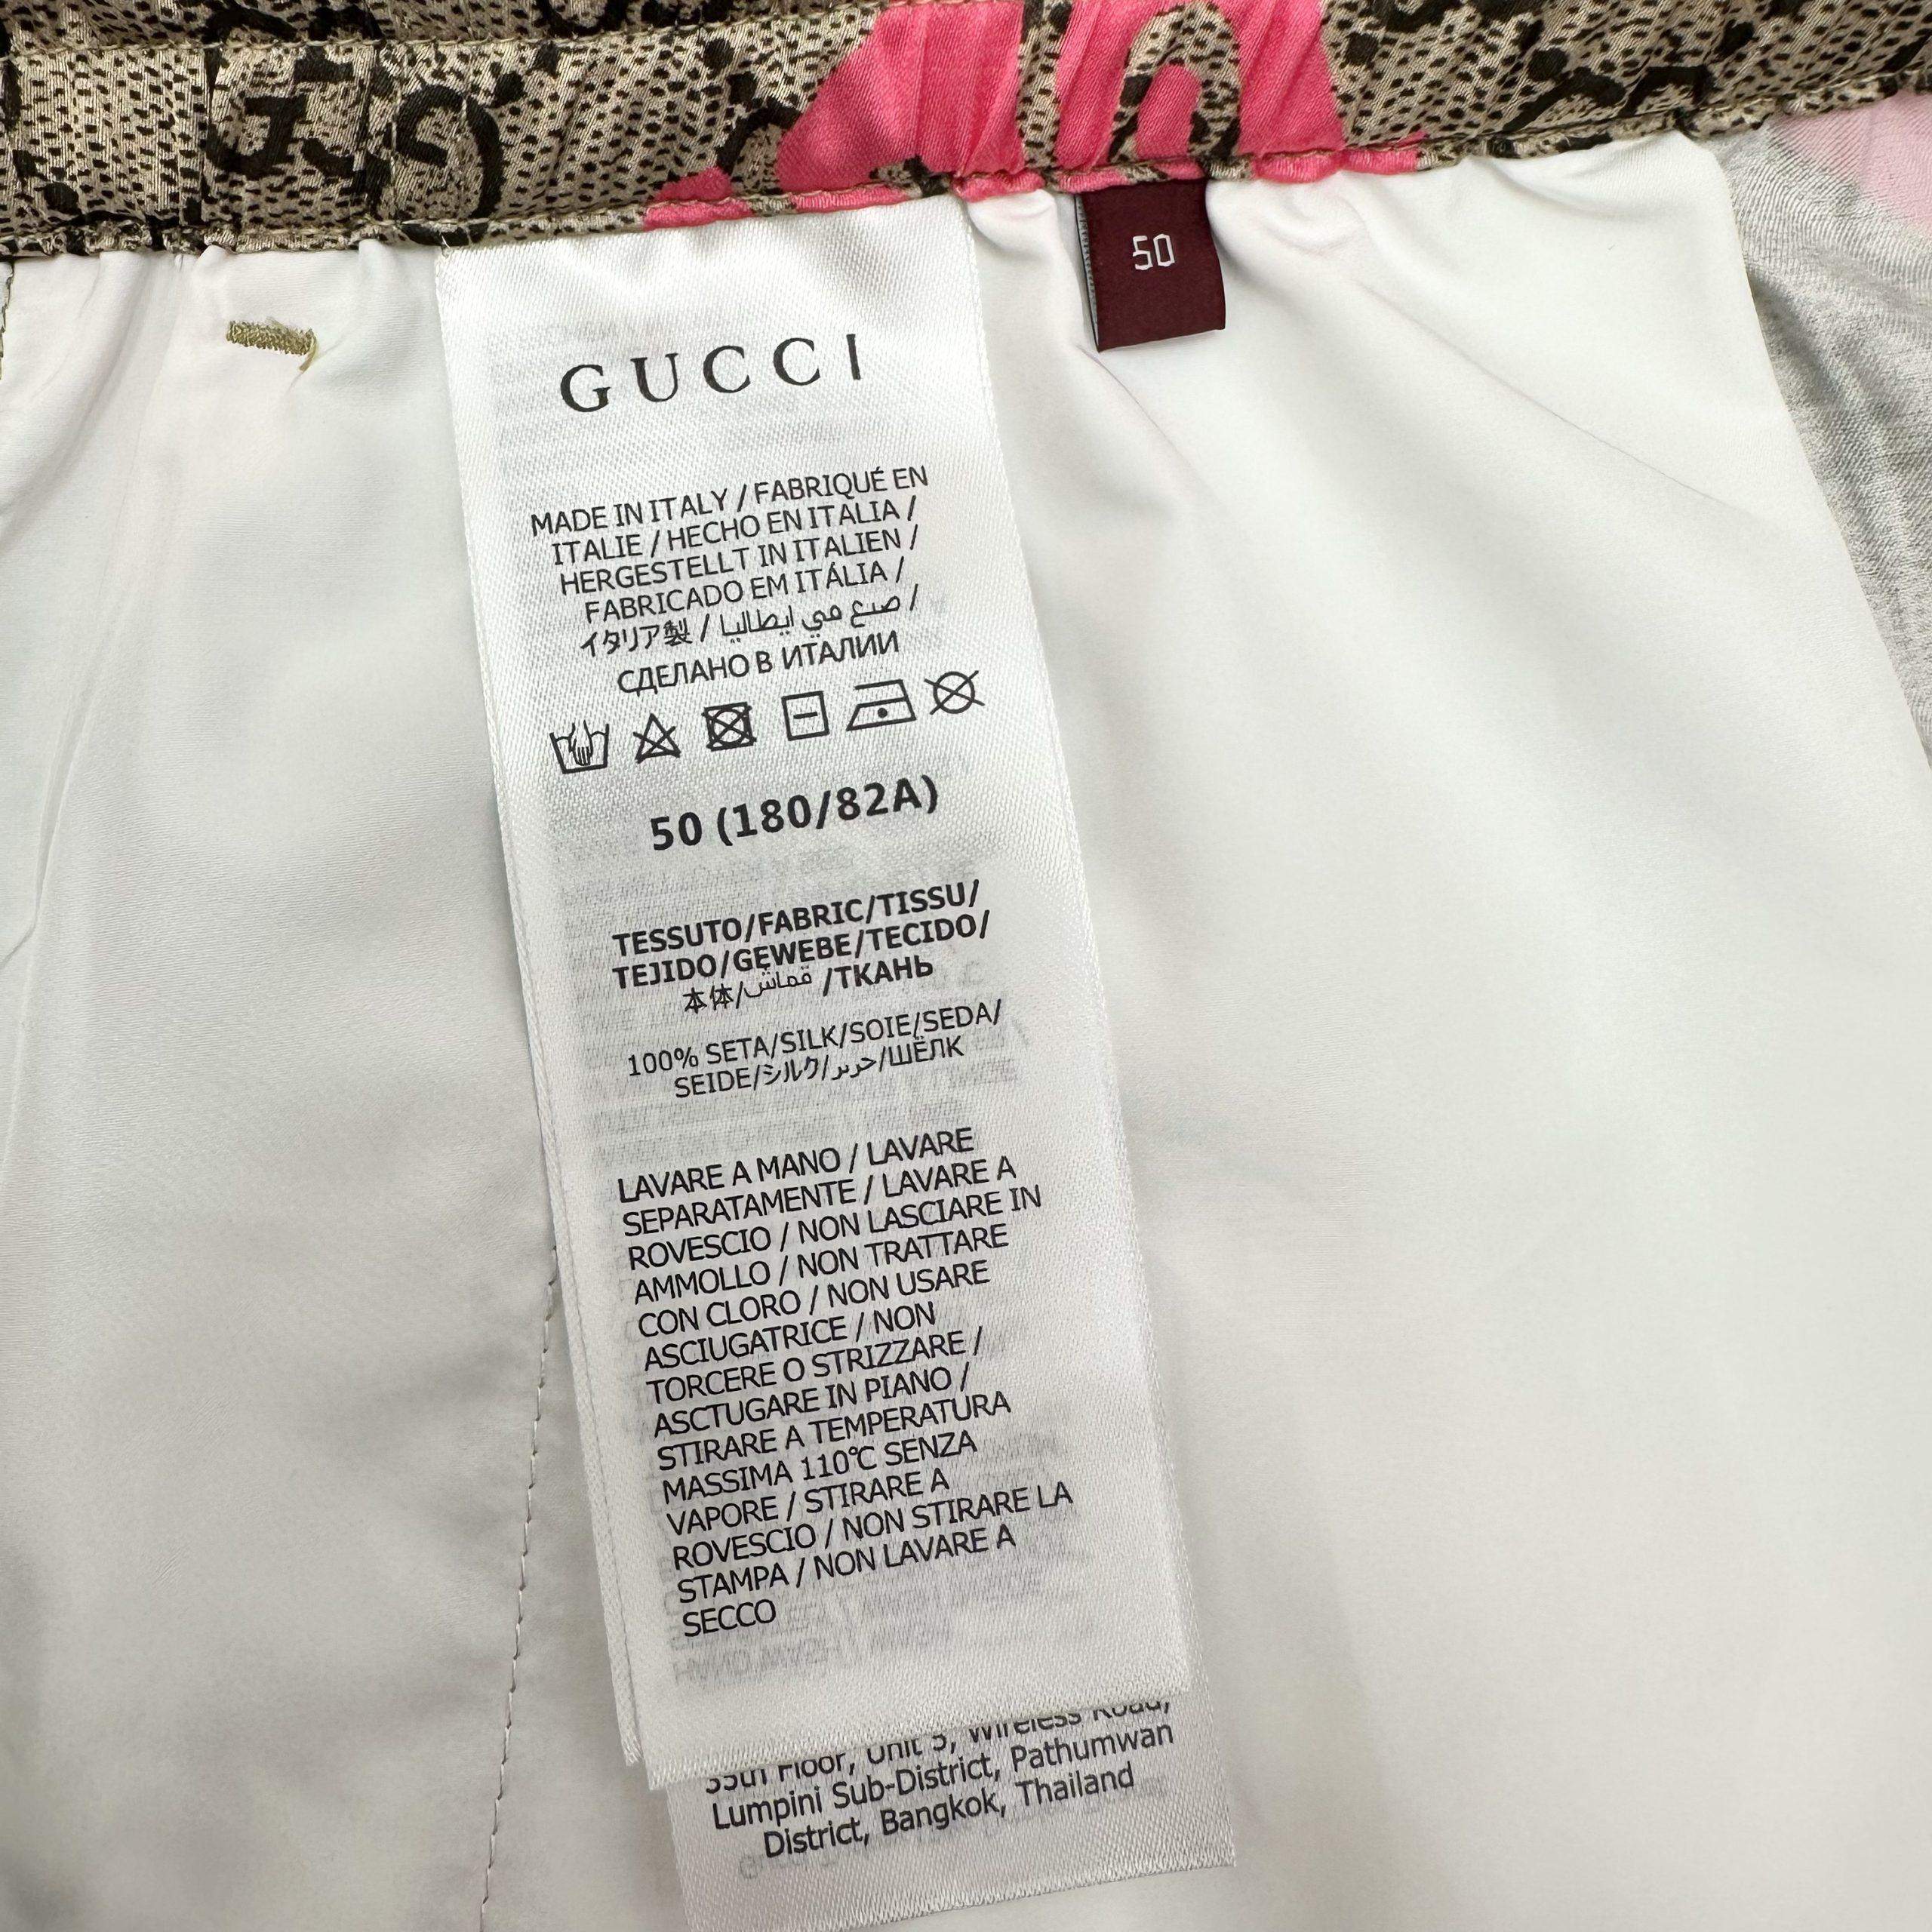 50
GUCCI
MADE IN ITALY / FABRIQUÉ EN
ITALIE / HECHO EN ITALIA /
HERGESTELLT IN ITALIEN /
FABRICADO EM ITÁLIA /
イタリア製 / صنع في ايطاليا /
СДЕЛАНО В ИТАЛИИ
50 (180/82A)
TESSUTO/FABRIC/TISSU/
TEJIDO/GEWEBE/TECIDO/
本体/قماش /ТКАНЬ
100% SETA/SILK/SOIE/SEDA/
SEIDE/シルク/حرير/ШЁЛК
LAVARE A MANO / LAVARE
SEPARATAMENTE / LAVARE A
ROVESCIO / NON LASCIARE IN
AMMOLLO / NON TRATTARE
CON CLORO / NON USARE
ASCIUGATRICE / NON
TORCERE O STRIZZARE /
ASCTUGARE IN PIANO /
STIRARE A TEMPERATURA
MASSIMA 110°C SENZA
VAPORE / STIRARE A
ROVESCIO / NON STIRARE LA
STAMPA / NON LAVARE A
SECCO
Floor, Unit 5, Wireless Road,
Lumpini Sub-District, Pathumwan
District, Bangkok, Thailand